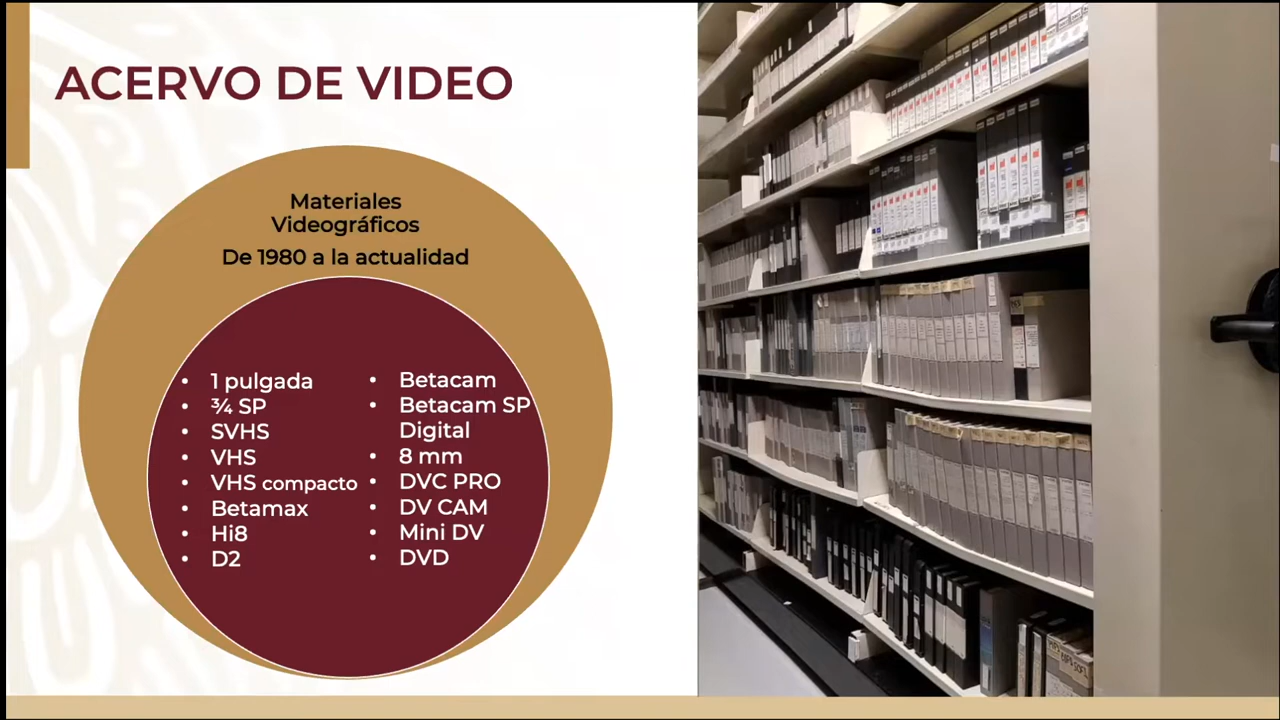 ACERVO DE VIDEO
Materiales
Videográficos
De 1980 a la actualidad
• 1 pulgada
• ¾ SP
• SVHS
• VHS
• VHS compacto
• Betamax
• Hi8
• D2
• Betacam
• Betacam SP
Digital
• 8 mm
• DVC PRO
• DV CAM
• Mini DV
• DVD